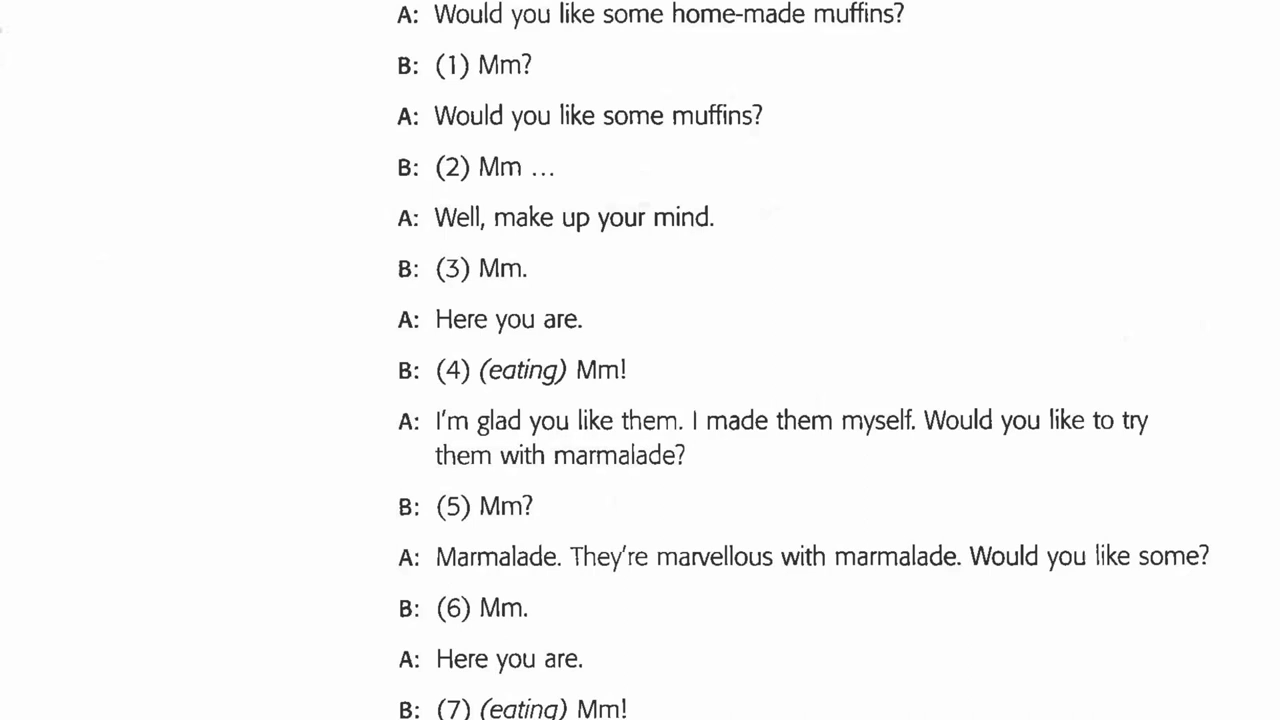 A: Would you like some home-made muffins?
B: (1) Mm?
A: Would you like some muffins?
B: (2) Mm ...
A: Well, make up your mind.
B: (3) Mm.
A: Here you are.
B: (4) (eating) Mm!
A: I'm glad you like them. I made them myself. Would you like to try
them with marmalade?
B: (5) Mm?
A: Marmalade. They're marvellous with marmalade. Would you like some?
B: (6) Mm.
A: Here you are.
B: (7) (eating) Mm!